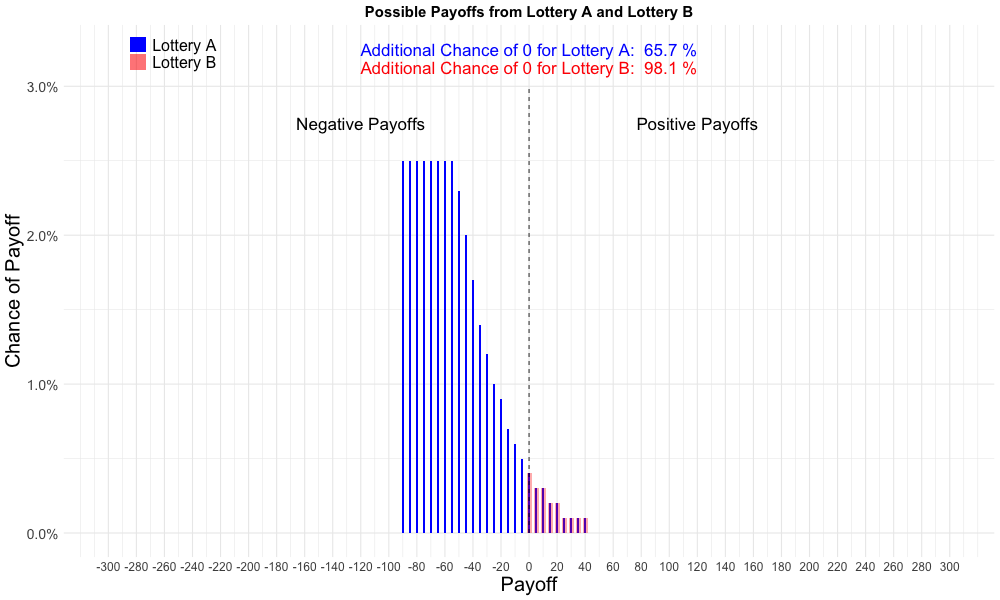 Possible Payoffs from Lottery A and Lottery B
Lottery A
Lottery B
Additional Chance of 0 for Lottery A: 65.7 %
Additional Chance of 0 for Lottery B: 98.1 %
Negative Payoffs
Positive Payoffs
Chance of Payoff
3.0%
2.0%
1.0%
0.0%
-300 -280 -260 -240 -220 -200 -180 -160 -140 -120 -100 -80 -60 -40 -20 0 20 40 60 80 100 120 140 160 180 200 220 240 260 280 300
Payoff